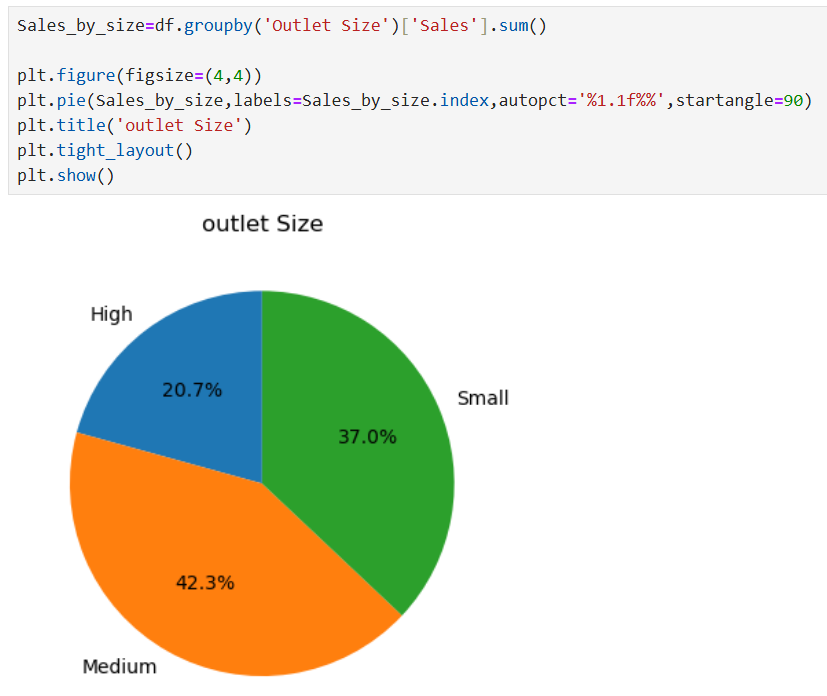 Sales_by_size=df.groupby('Outlet Size')['Sales'].sum()
plt.figure(figsize=(4,4))
plt.pie(Sales_by_size,labels=Sales_by_size.index,autopct='%1.1f%%',startangle=90)
plt.title('outlet Size')
plt.tight_layout()
plt.show()
outlet Size
High
20.7%
Small
37.0%
42.3%
Medium